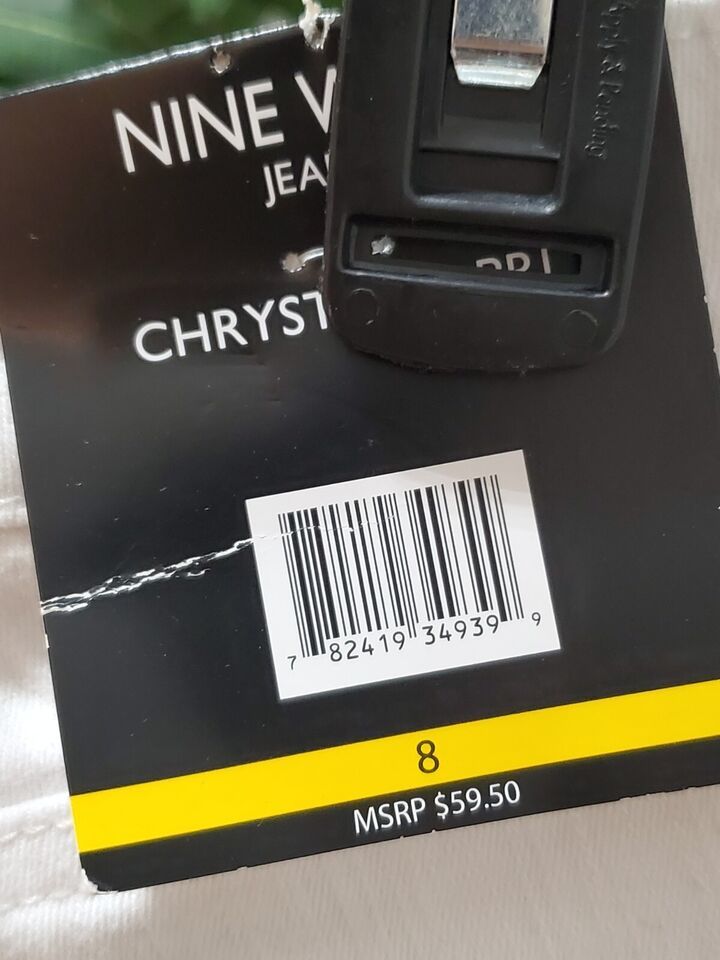 NINE
JEA
CHRYST
7 82419 34939 9
8
MSRP $59.50